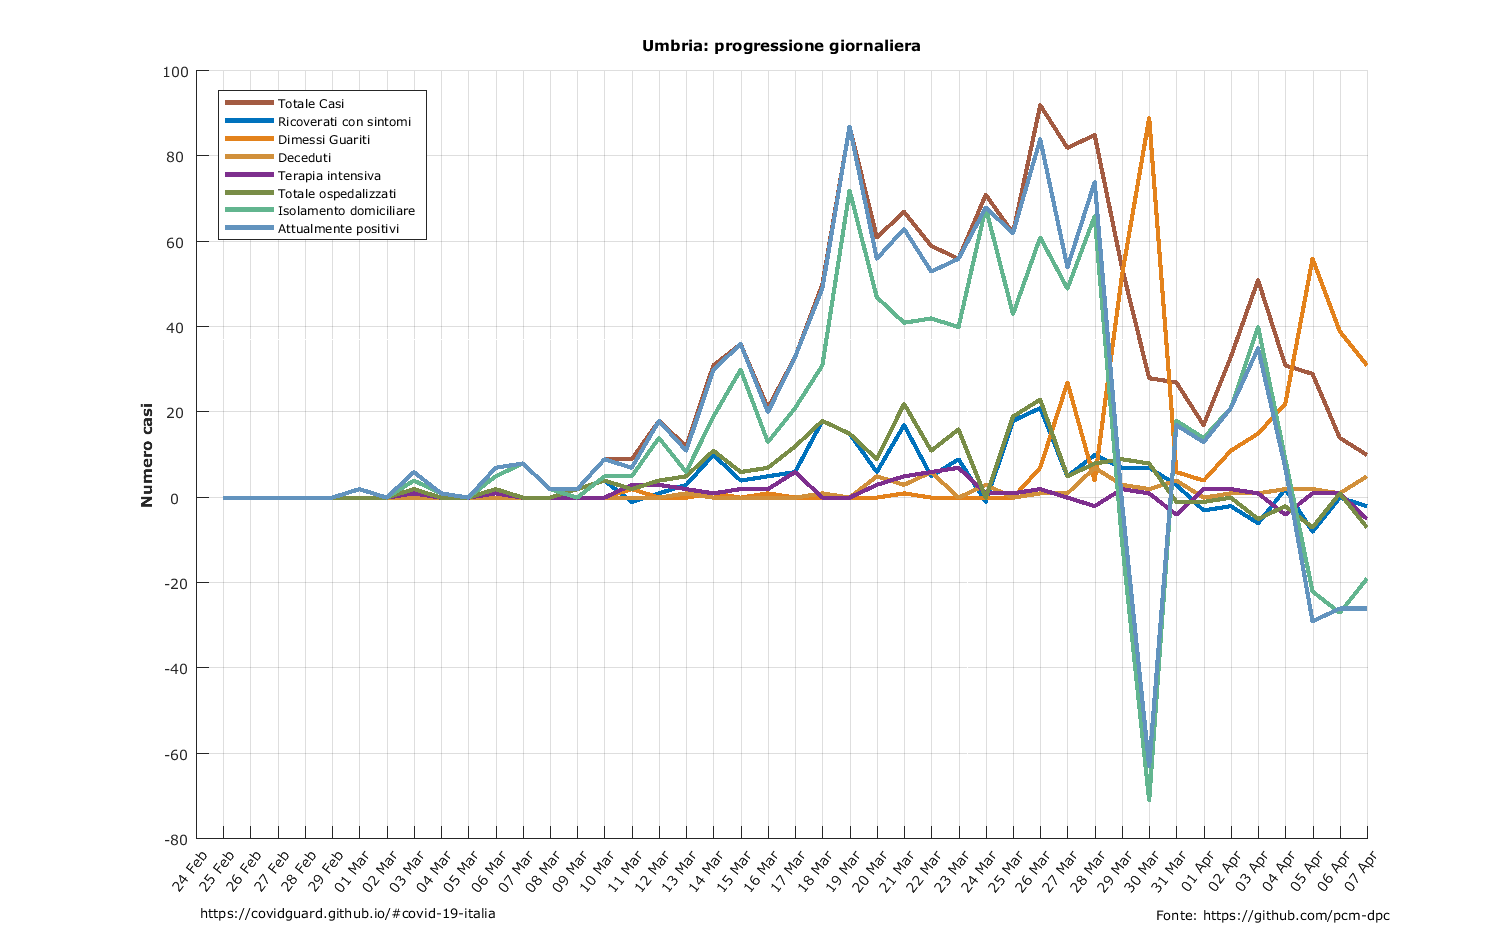 Umbria: progressione giornaliera
100
80
60
40
20
0
-20
-40
-60
-80
Numero casi
Totale Casi
Ricoverati con sintomi
Dimessi Guariti
Deceduti
Terapia intensiva
Totale ospedalizzati
Isolamento domiciliare
Attualmente positivi
24 Feb
25 Feb
26 Feb
27 Feb
28 Feb
29 Feb
01 Mar
02 Mar
03 Mar
04 Mar
05 Mar
06 Mar
07 Mar
08 Mar
09 Mar
10 Mar
11 Mar
12 Mar
13 Mar
14 Mar
15 Mar
16 Mar
17 Mar
18 Mar
19 Mar
20 Mar
21 Mar
22 Mar
23 Mar
24 Mar
25 Mar
26 Mar
27 Mar
28 Mar
29 Mar
30 Mar
31 Mar
01 Apr
02 Apr
03 Apr
04 Apr
05 Apr
06 Apr
07 Apr
https://covidguard.github.io/#covid-19-italia
Fonte: https://github.com/pcm-dpc